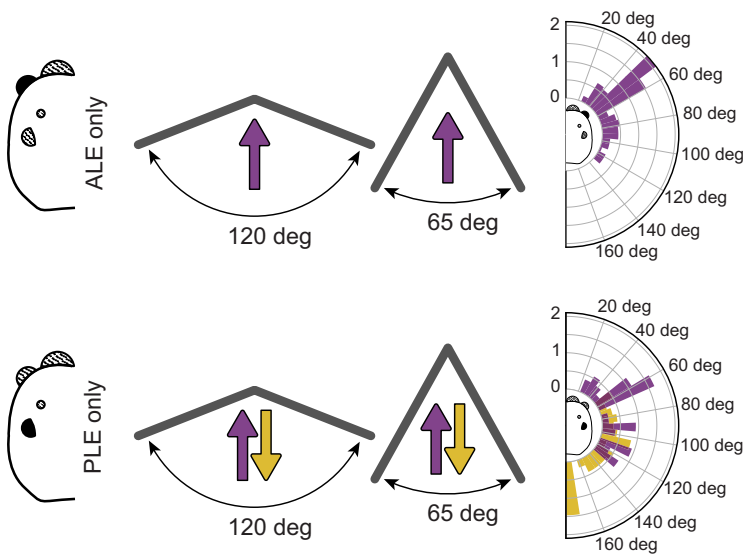 ALE only
120 deg
65 deg
2
1
0
20 deg
40 deg
60 deg
80 deg
100 deg
120 deg
140 deg
160 deg
PLE only
120 deg
65 deg
2
1
0
20 deg
40 deg
60 deg
80 deg
100 deg
120 deg
140 deg
160 deg